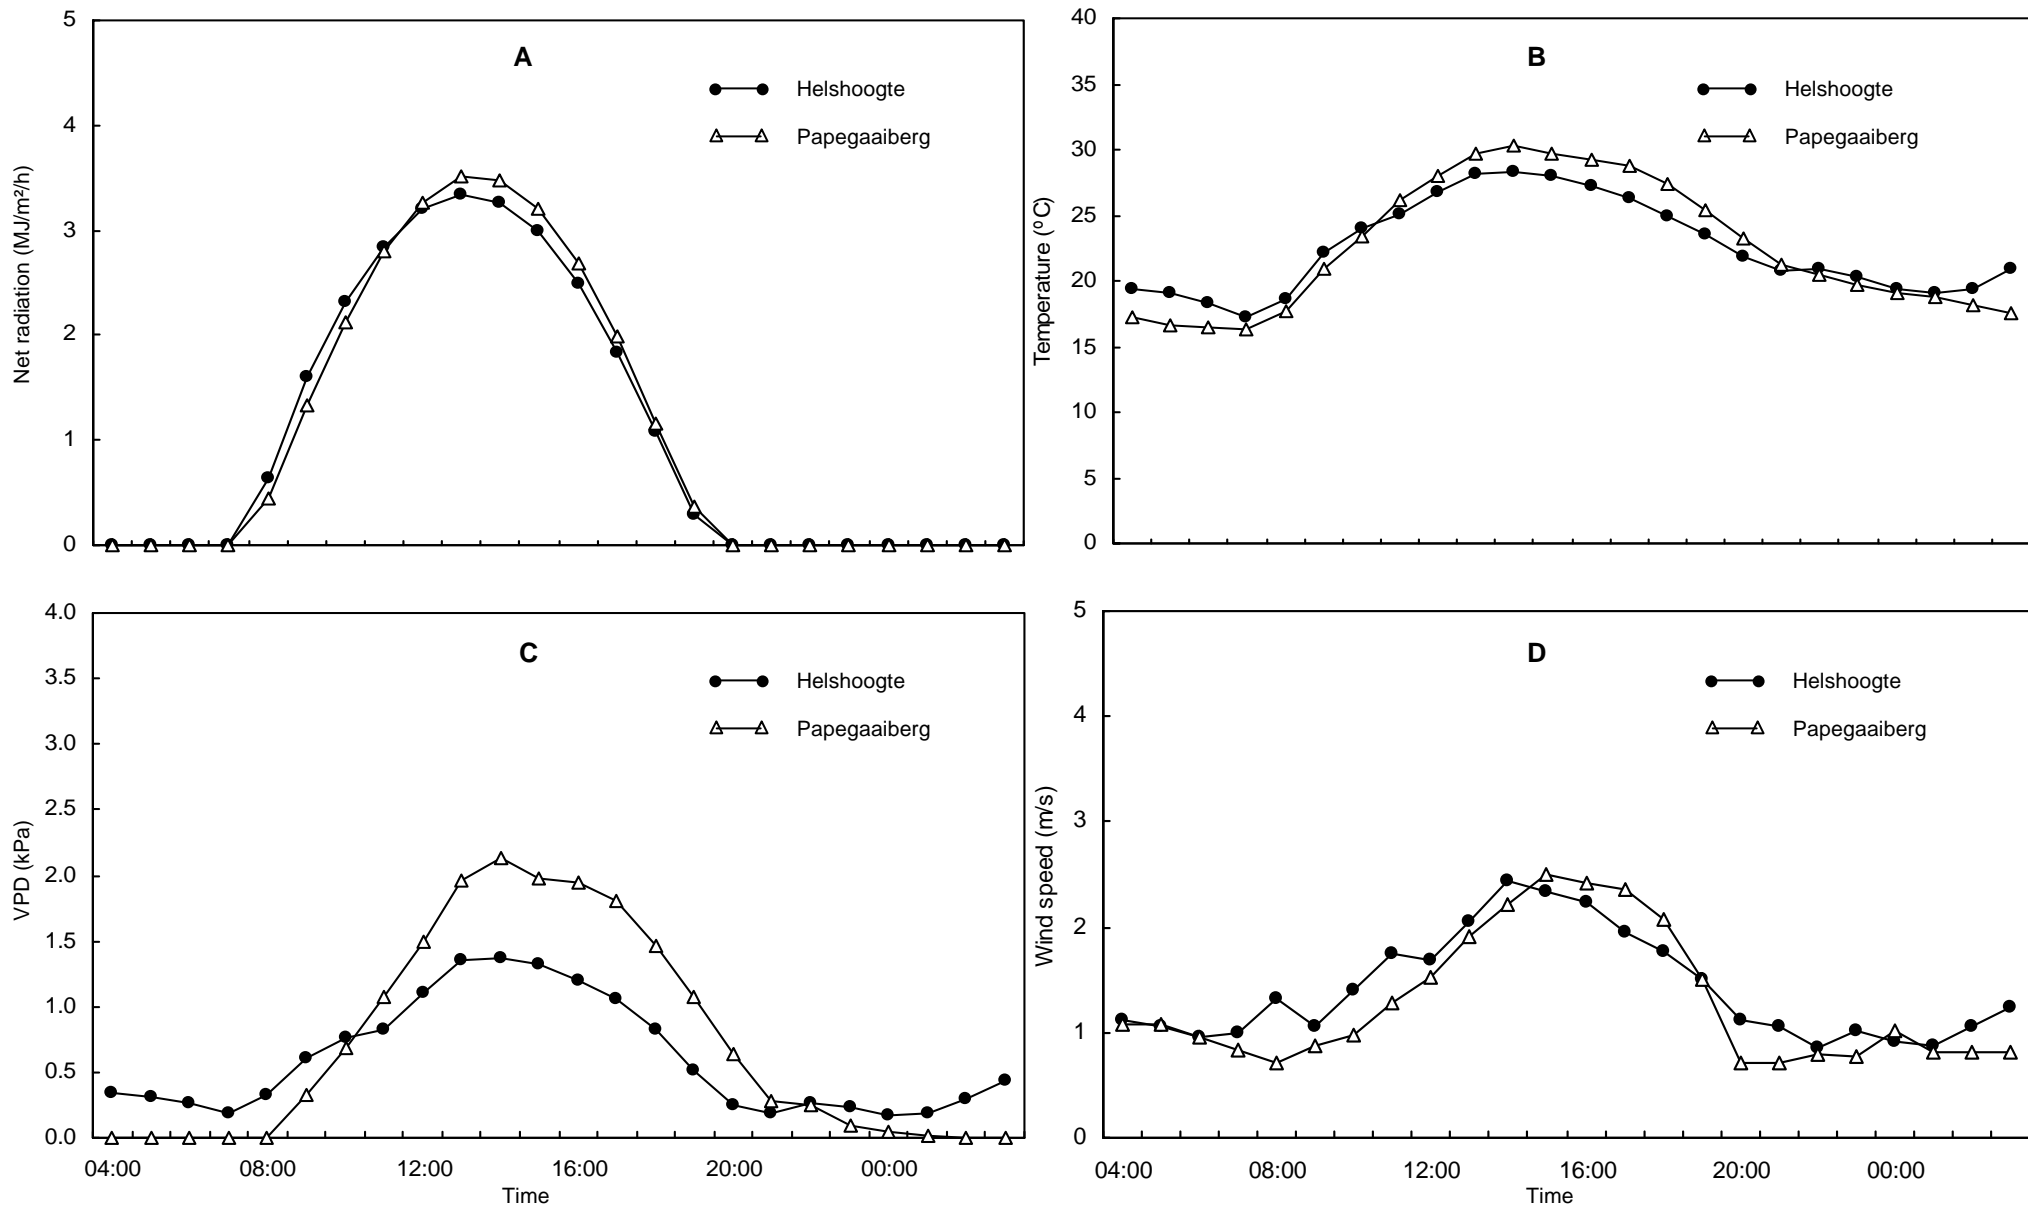 A
Helshoogte
Papegaaiberg
Net radiation (MJ/m²/h)
5
4
3
2
1
0
B
Helshoogte
Papegaaiberg
Temperature (⁰C)
40
35
30
25
20
15
10
5
0
C
Helshoogte
Papegaaiberg
VPD (kPa)
4.0
3.5
3.0
2.5
2.0
1.5
1.0
0.5
0.0
04:00 08:00 12:00 16:00 20:00 00:00
Time
D
Helshoogte
Papegaaiberg
Wind speed (m/s)
5
4
3
2
1
0
04:00 08:00 12:00 16:00 20:00 00:00
Time